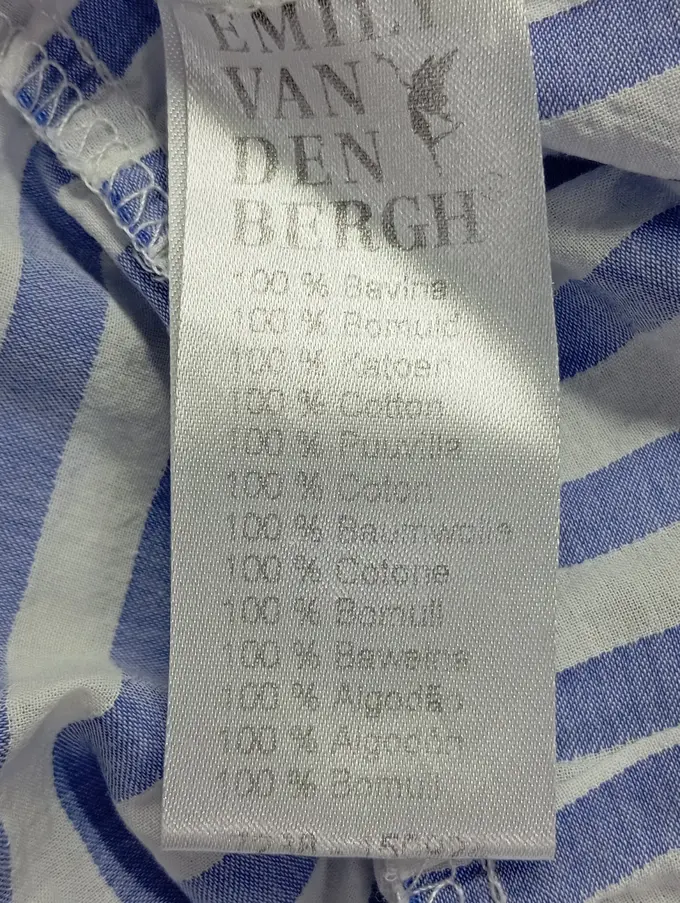 EMILY
VAN
DEN
BERGH
100 % Bavlna
100 % Bomuld
100 % Katoen
100 % Cotton
100 % Puuvilla
100 % Coton
100 % Baumwolle
100 % Cotone
100 % Bomull
100 % Bawełna
100 % Algodão
100 % Algodão
100 % Bomull